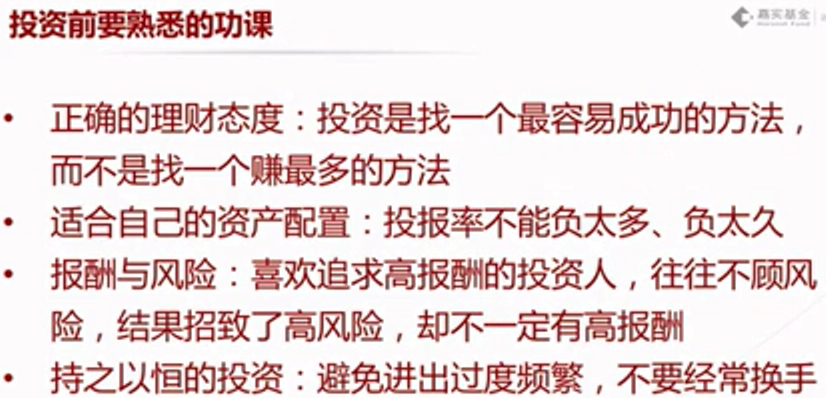 投资前要熟悉的功课
嘉实基金
Harvest Fund
• 正确的理财态度：投资是找一个最容易成功的方法，
而不是找一个赚最多的方法
• 适合自己的资产配置：投报率不能负太多、负太久
• 报酬与风险：喜欢追求高报酬的投资人，往往不顾风
险，结果招致了高风险，却不一定有高报酬
• 持之以恒的投资：避免进出过度频繁，不要经常换手